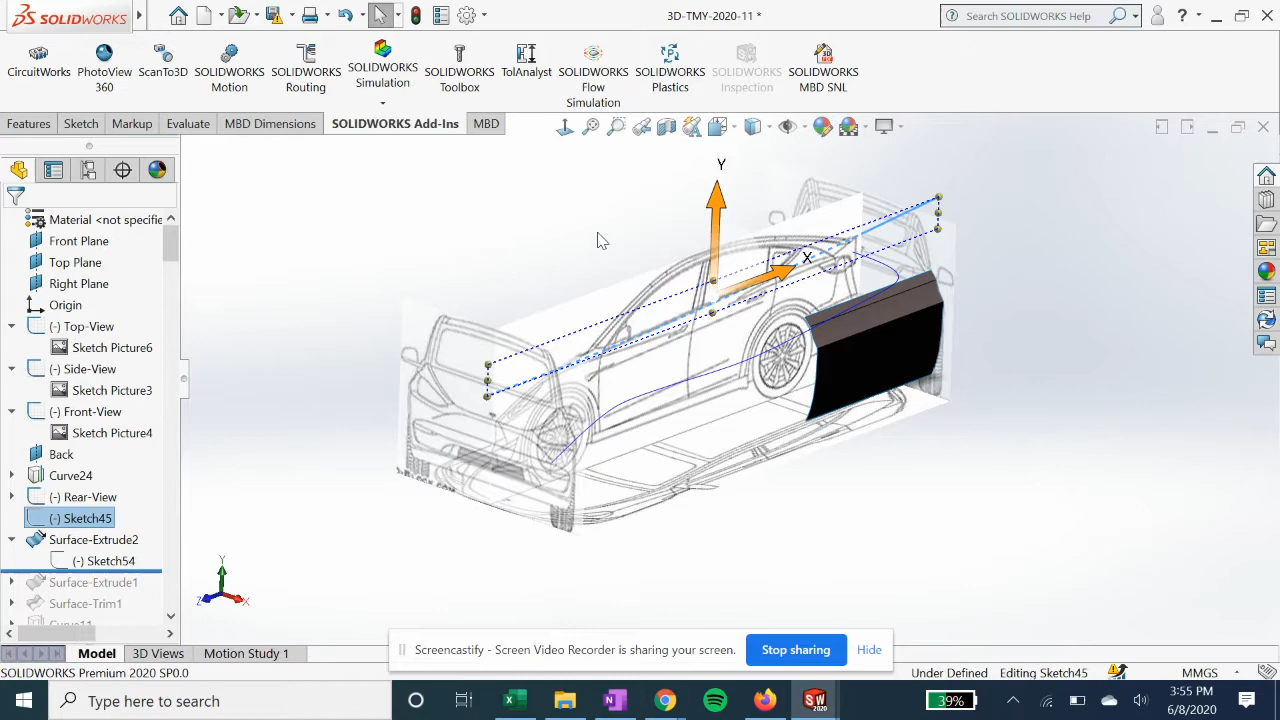 SOLIDWORKS
3D-TMY-2020-11 *
Search SOLIDWORKS Help
?
CircuitWorks
PhotoView
360
ScanTo3D
SOLIDWORKS
Motion
SOLIDWORKS
Routing
SOLIDWORKS
Simulation
SOLIDWORKS
Toolbox
TolAnalyst
SOLIDWORKS
Flow
Simulation
SOLIDWORKS
Plastics
SOLIDWORKS
Inspection
SOLIDWORKS
MBD SNL
Features
Sketch
Markup
Evaluate
MBD Dimensions
SOLIDWORKS Add-Ins
MBD
Material <not specifie
Front Plane
Top Plane
Right Plane
Origin
(-) Top-View
Sketch Picture6
(-) Side-View
Sketch Picture3
(-) Front-View
Sketch Picture4
Back
Curve24
(-) Rear-View
(-) Sketch45
Surface-Extrude2
(-) Sketch54
Surface-Extrude1
Surface-Trim1
Y
X
Y
Z
X
Screencastify - Screen Video Recorder is sharing your screen.
Stop sharing
Hide
Model
3D Views
Motion Study 1
SOLIDWORKS Premium 2020 SP0.0
Under Defined
Editing Sketch45
MMGS
Type here to search
39%
3:55 PM
6/8/2020